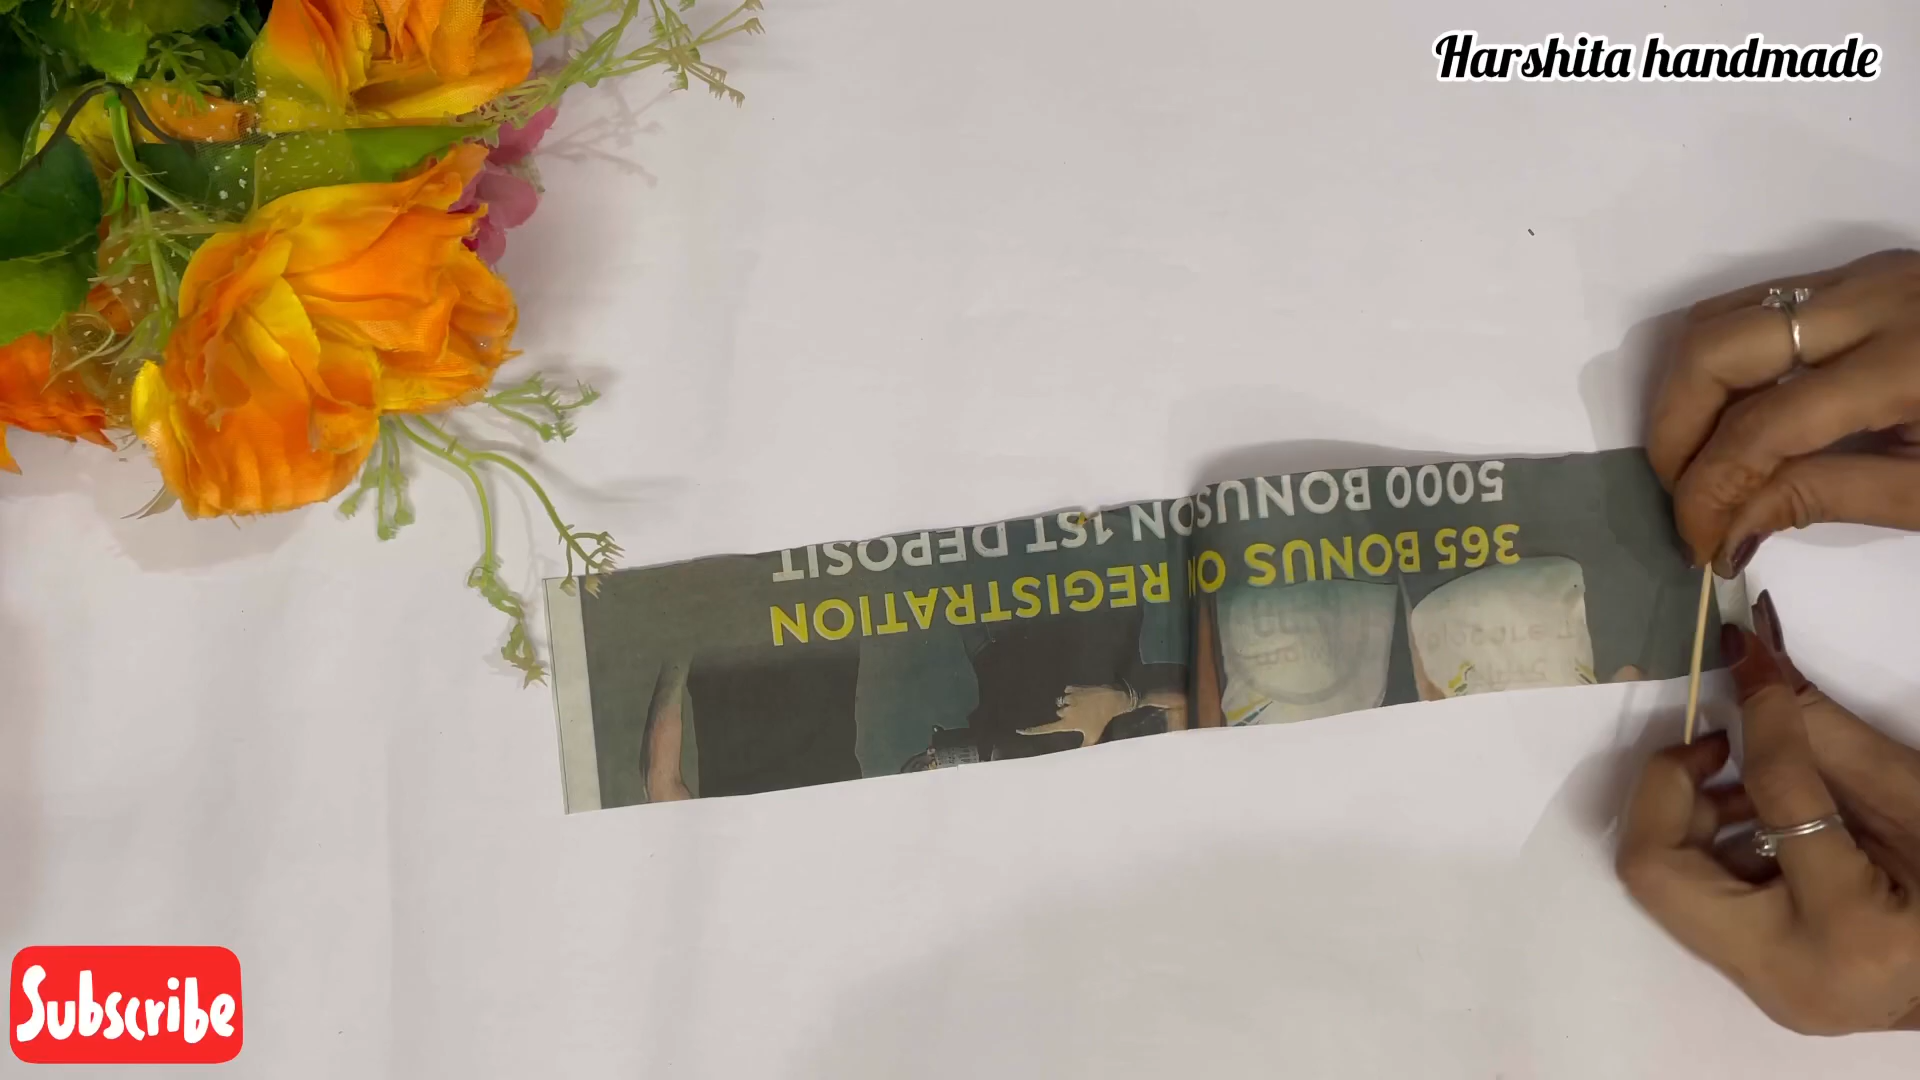 Harshita handmade
365 BONUS ON REGISTRATION
5000 BONUS ON 1ST DEPOSIT
Subscribe